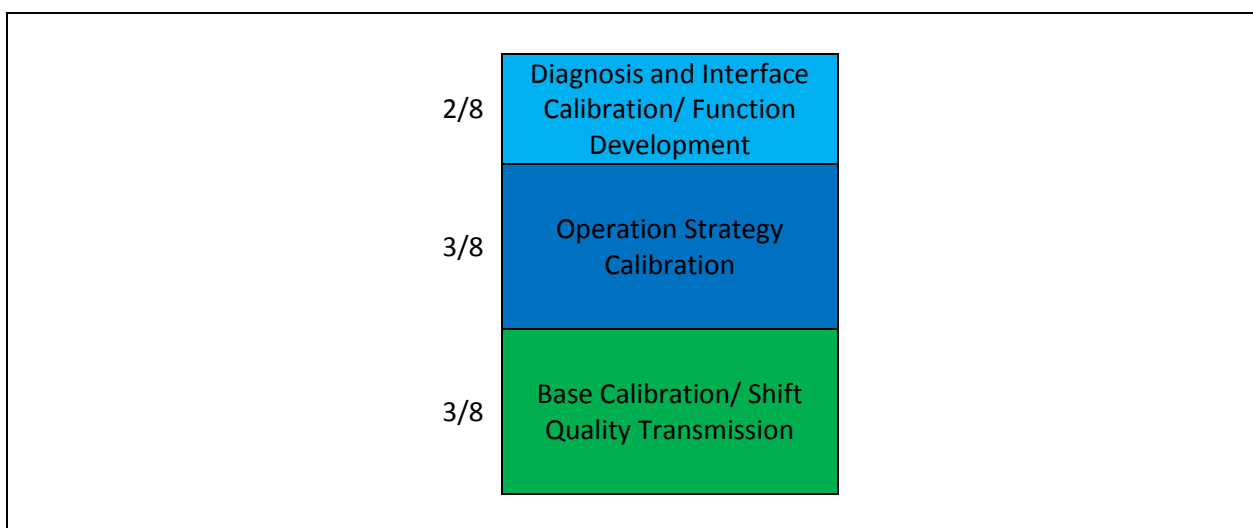 Diagnosis and Interface
2/8
Calibration/ Function
Development
Operation Strategy
3/8
Calibration
Base Calibration/ Shift
3/8
Quality Transmission